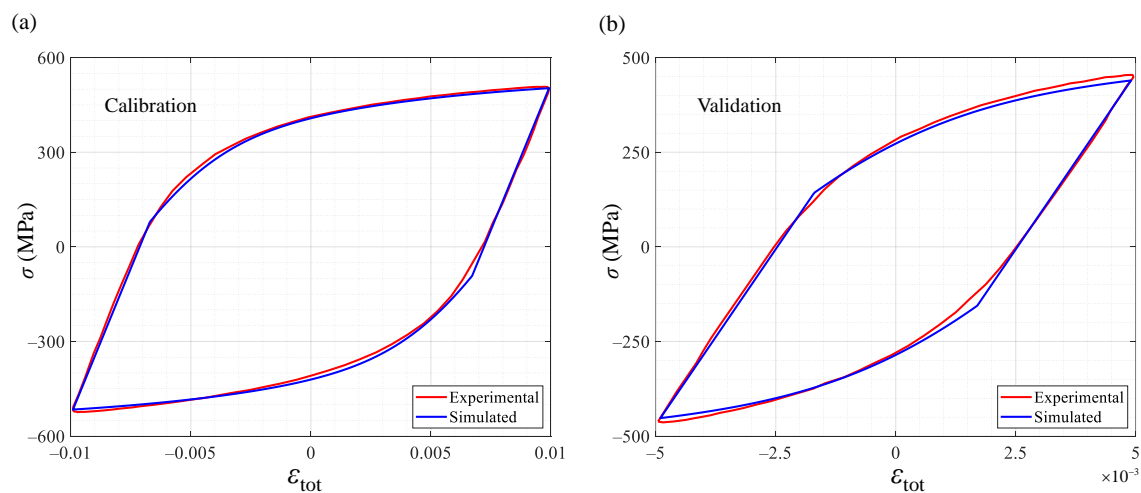 (a)
600
300
0
−300
−600
σ (MPa)
Calibration
Experimental
Simulated
−0.01
−0.005
0
0.005
0.01
ε_tot
(b)
500
250
0
−250
−500
σ (MPa)
Validation
Experimental
Simulated
−5
−2.5
0
2.5
5
×10⁻³
ε_tot